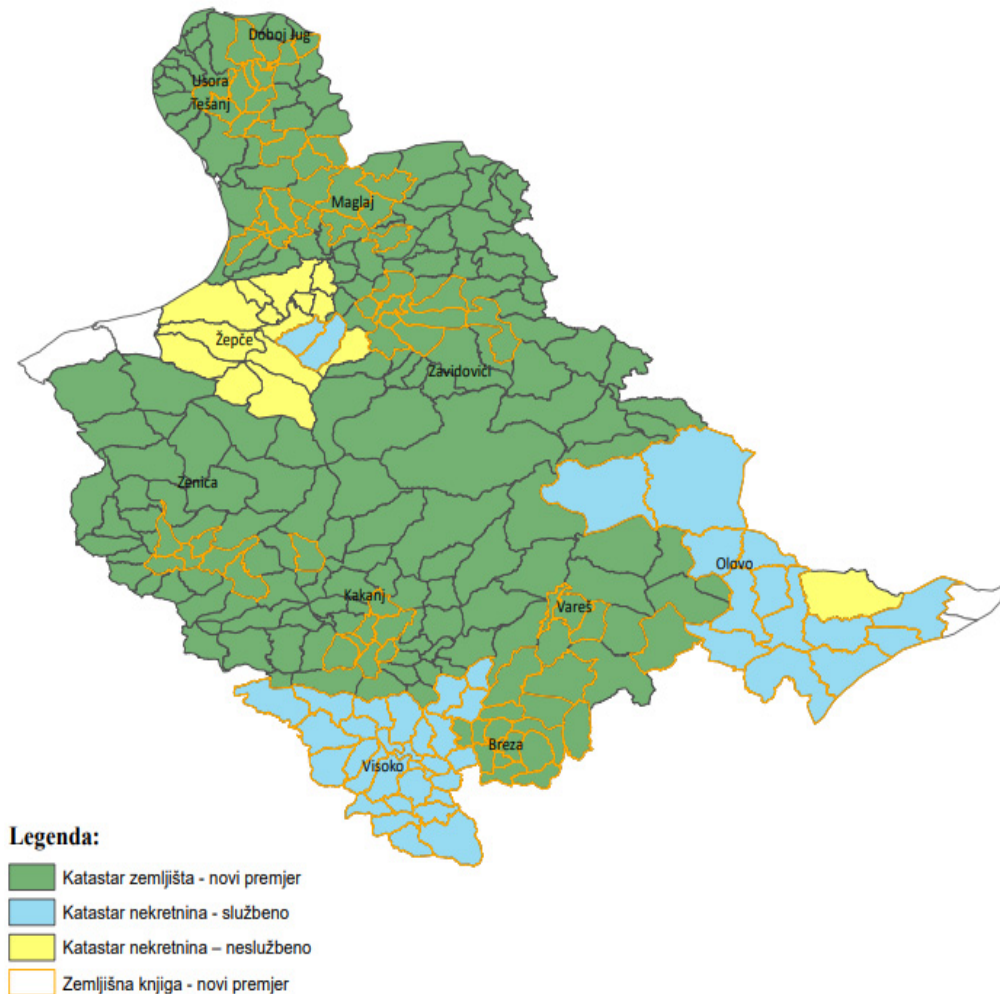 Doboj Jug
Usora
Tešanj
Maglaj
Žepče
Zavidovići
Zenica
Olovo
Kakanj
Vareš
Breza
Visoko
Legenda:
Katastar zemljišta - novi premjer
Katastar nekretnina - službeno
Katastar nekretnina – neslužbeno
Zemljišna knjiga - novi premjer